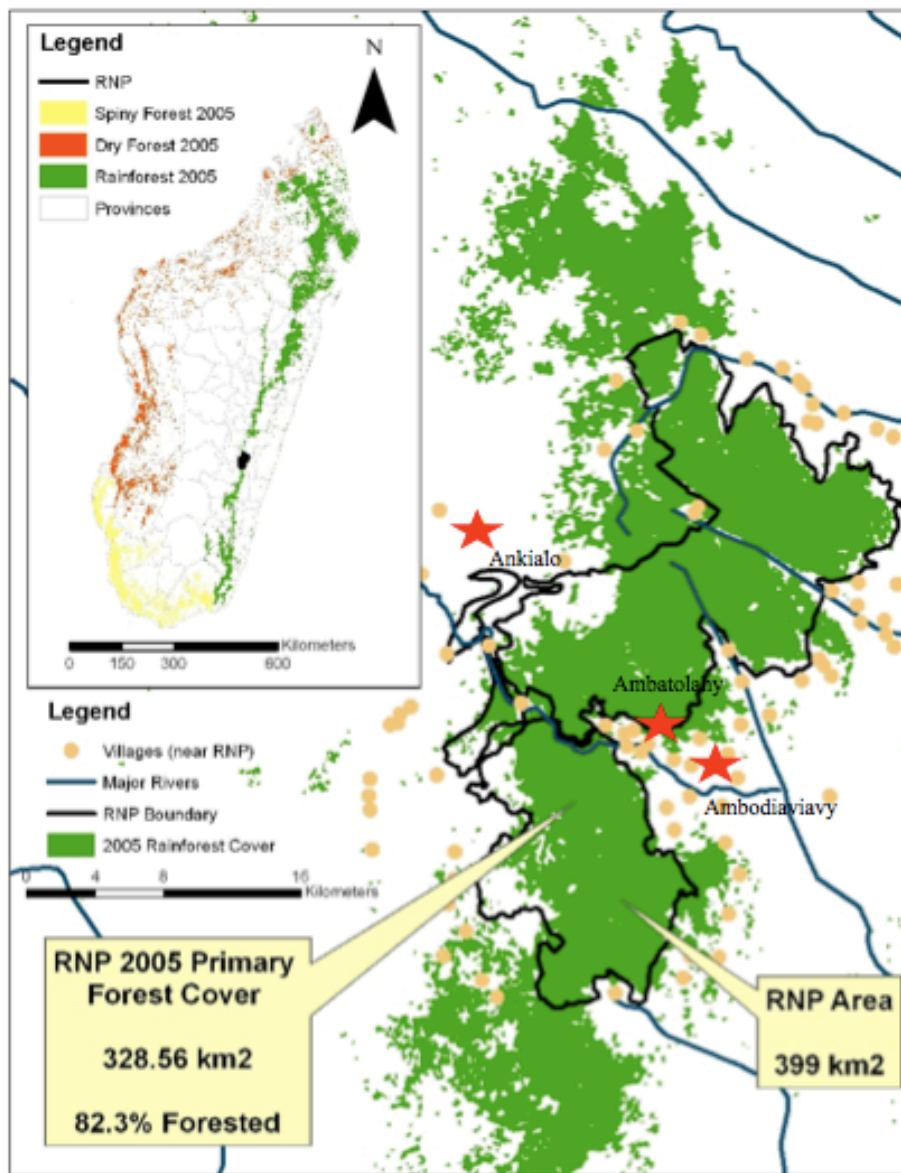 Legend
N
RNP
Spiny Forest 2005
Dry Forest 2005
Rainforest 2005
Provinces
Kilometers
0 150 300 600
Ankialo
Ambatolahy
Ambodiaviavy
Legend
Villages (near RNP)
Major Rivers
RNP Boundary
2005 Rainforest Cover
0 4 8 16
Kilometers
RNP 2005 Primary
Forest Cover
328.56 km2
82.3% Forested
RNP Area
399 km2